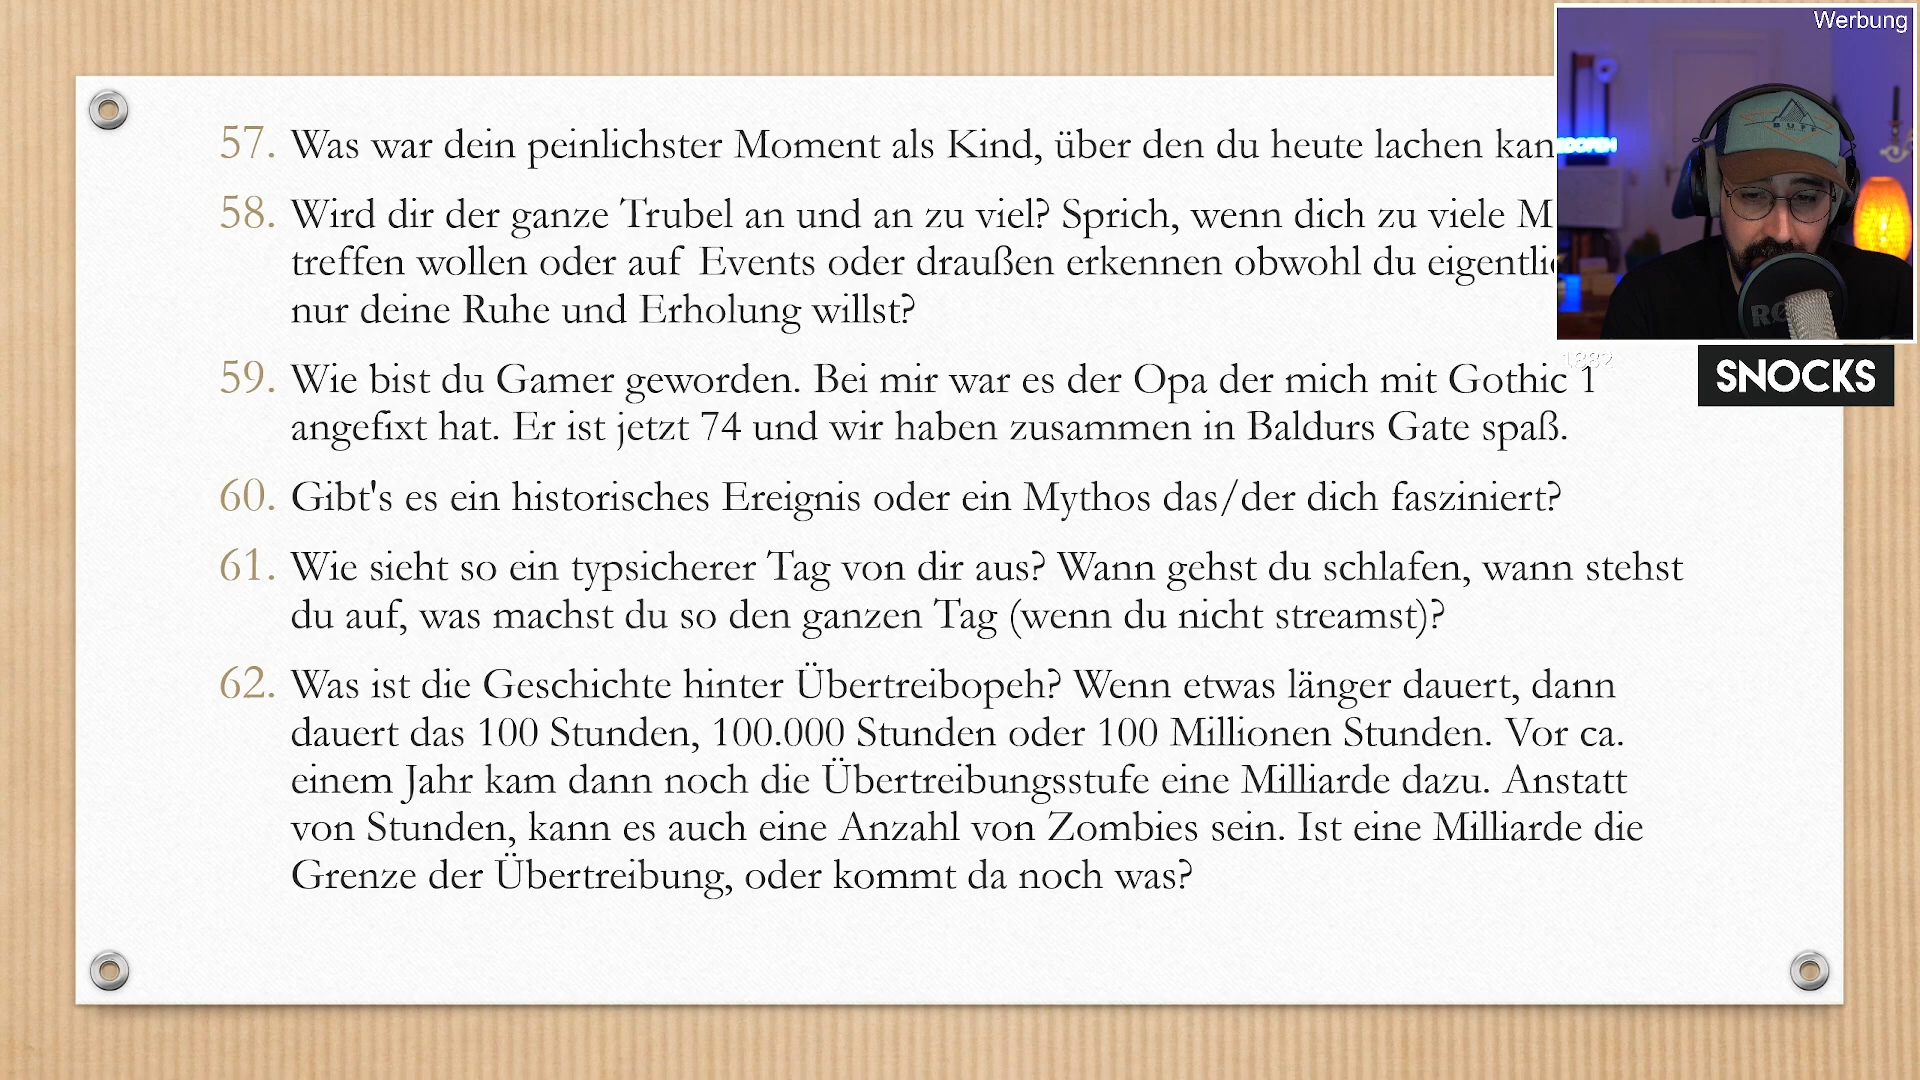 Werbung
57. Was war dein peinlichster Moment als Kind, über den du heute lachen
58. Wird dir der ganze Trubel an und an zu viel? Sprich, wenn dich zu viele
treffen wollen oder auf Events oder draußen erkennen obwohl du
nur deine Ruhe und Erholung willst?
1882
SNOCKS
59. Wie bist du Gamer geworden. Bei mir war es der Opa der mich mit Gothic 1
angefixt hat. Er ist jetzt 74 und wir haben zusammen in Baldurs Gate spaß.
60. Gibt's es ein historisches Ereignis oder ein Mythos das/der dich fasziniert?
61. Wie sieht so ein typsicherer Tag von dir aus? Wann gehst du schlafen, wann stehst
du auf, was machst du so den ganzen Tag (wenn du nicht streamst)?
62. Was ist die Geschichte hinter Übertreibopeh? Wenn etwas länger dauert, dann
dauert das 100 Stunden, 100.000 Stunden oder 100 Millionen Stunden. Vor ca.
einem Jahr kam dann noch die Übertreibungsstufe eine Milliarde dazu. Anstatt
von Stunden, kann es auch eine Anzahl von Zombies sein. Ist eine Milliarde die
Grenze der Übertreibung, oder kommt da noch was?